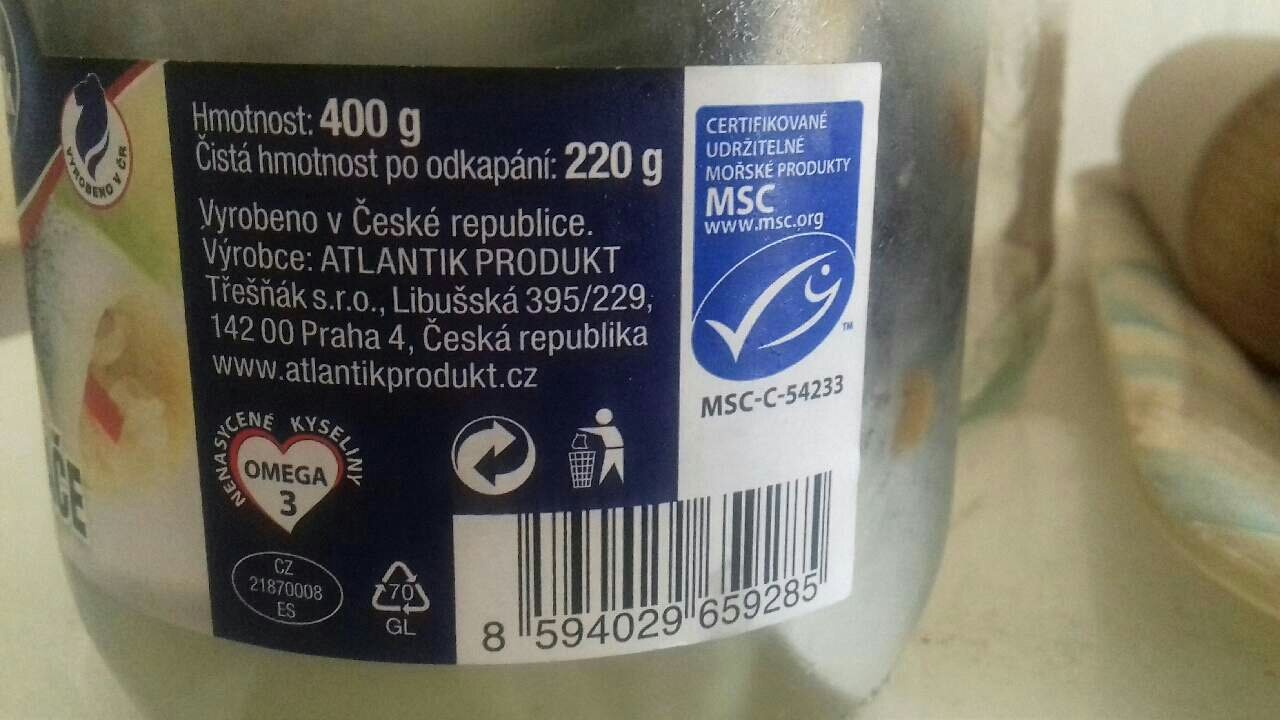 VYROBENO V ČR
Hmotnost: 400 g
Čistá hmotnost po odkapání: 220 g
Vyrobeno v České republice.
Výrobce: ATLANTIK PRODUKT
Třešňák s.r.o., Libušská 395/229,
142 00 Praha 4, Česká republika
www.atlantikprodukt.cz
NENASYCENÉ KYSELINY
OMEGA
3
CZ
21870008
ES
70
GL
CERTIFIKOVANÉ
UDRŽITELNÉ
MOŘSKÉ PRODUKTY
MSC
www.msc.org
TM
MSC-C-54233
8 594029 659285